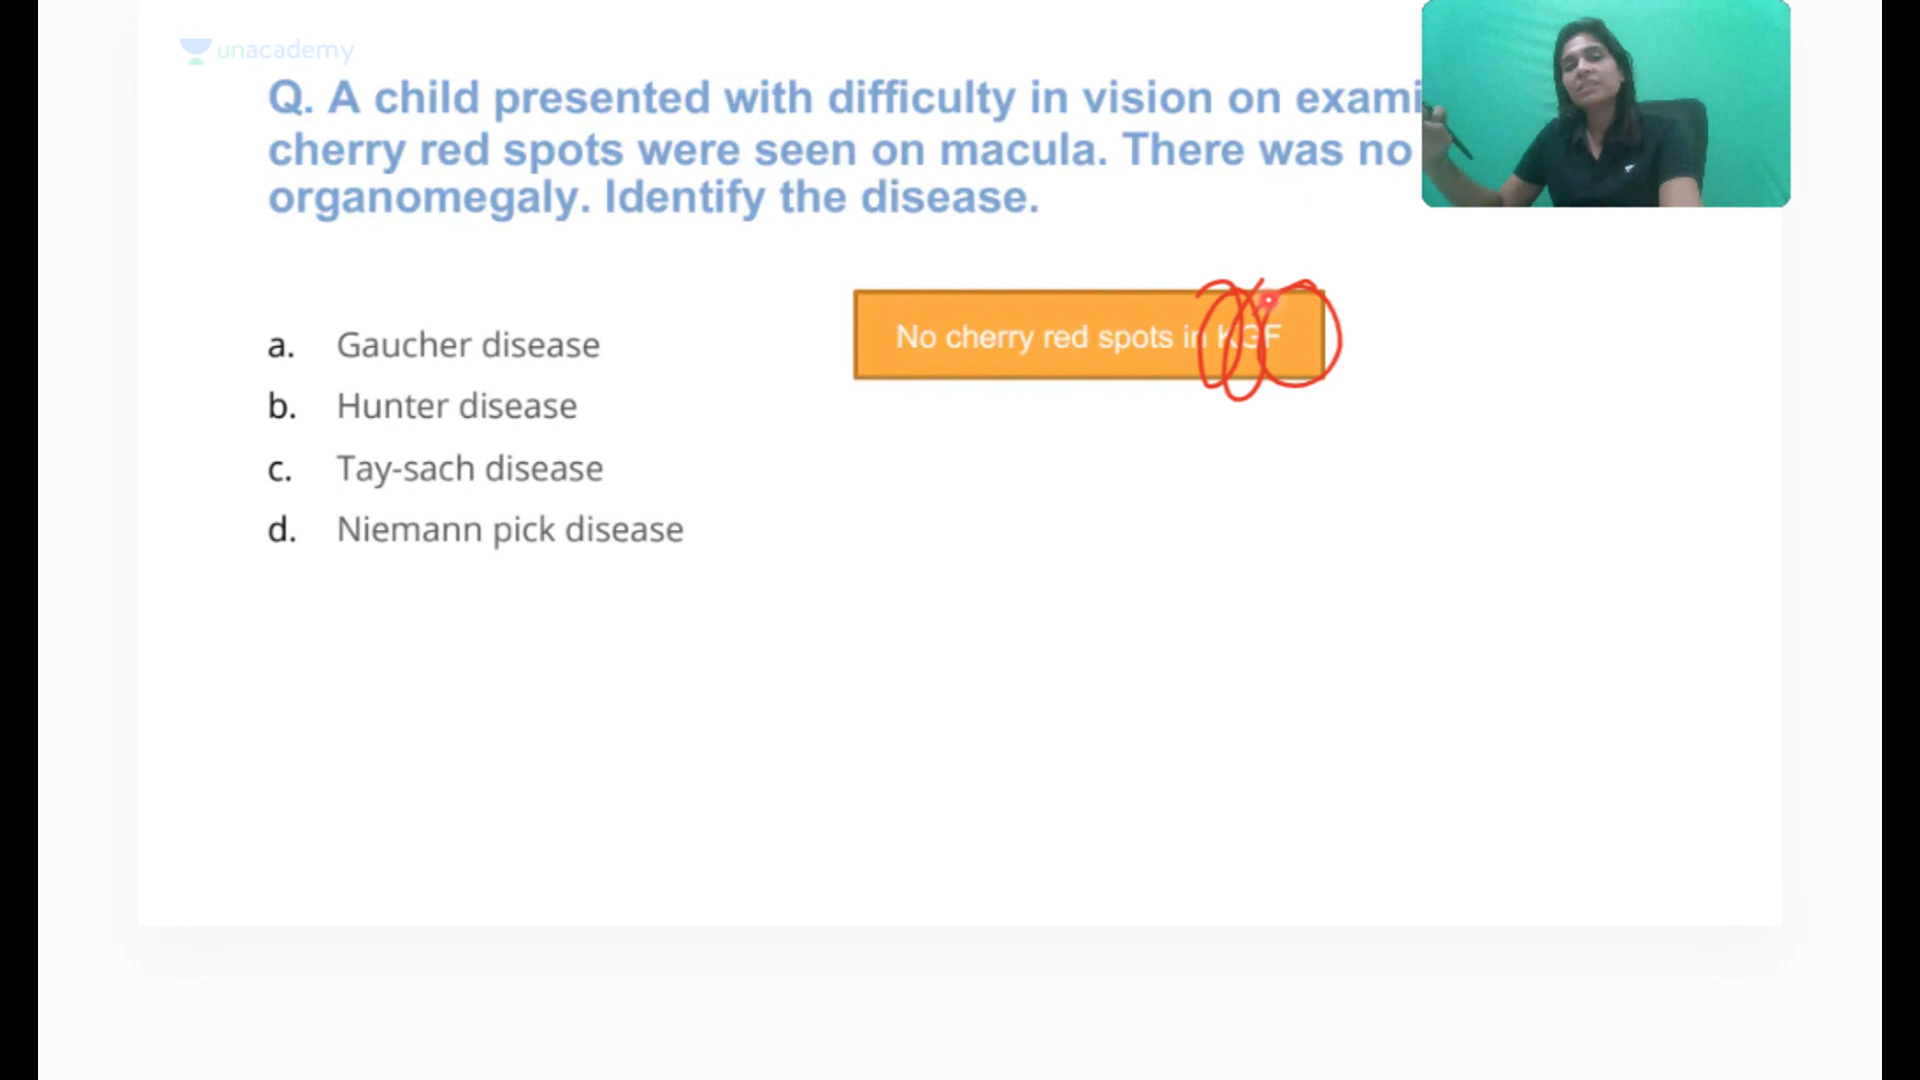 unacademy
Q. A child presented with difficulty in vision on exami
cherry red spots were seen on macula. There was no
organomegaly. Identify the disease.
No cherry red spots in KGF
a. Gaucher disease
b. Hunter disease
c. Tay-sach disease
d. Niemann pick disease